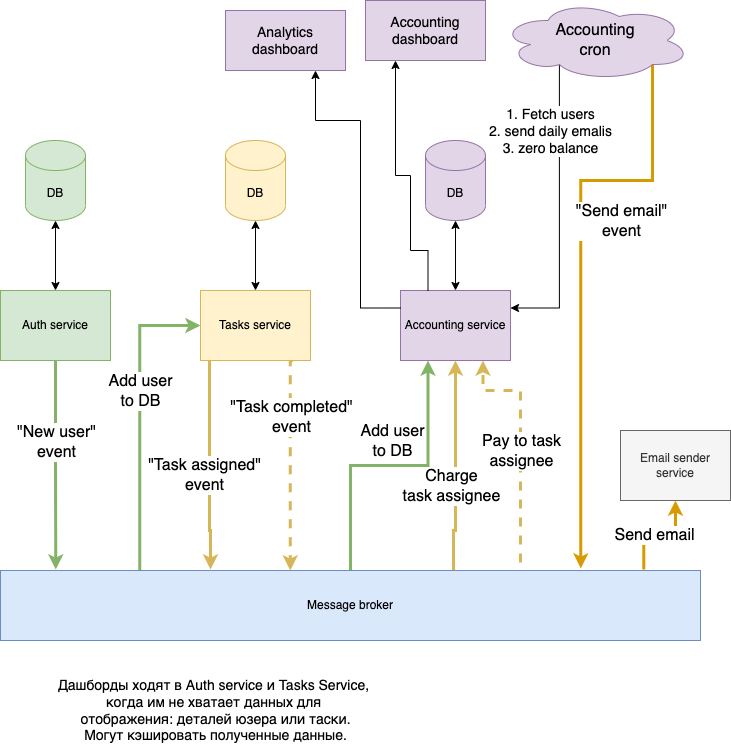 Analytics
dashboard
Accounting
dashboard
Accounting
cron
1. Fetch users
2. send daily emalis
3. zero balance
DB
DB
DB
"Send email"
event
Auth service
Tasks service
Accounting service
Add user
to DB
"New user"
event
"Task completed"
event
"Task assigned"
event
Add user
to DB
Pay to task
assignee
Charge
task assignee
Email sender
service
Send email
Message broker
Дашборды ходят в Auth service и Tasks Service,
когда им не хватает данных для
отображения: деталей юзера или таски.
Могут кэшировать полученные данные.